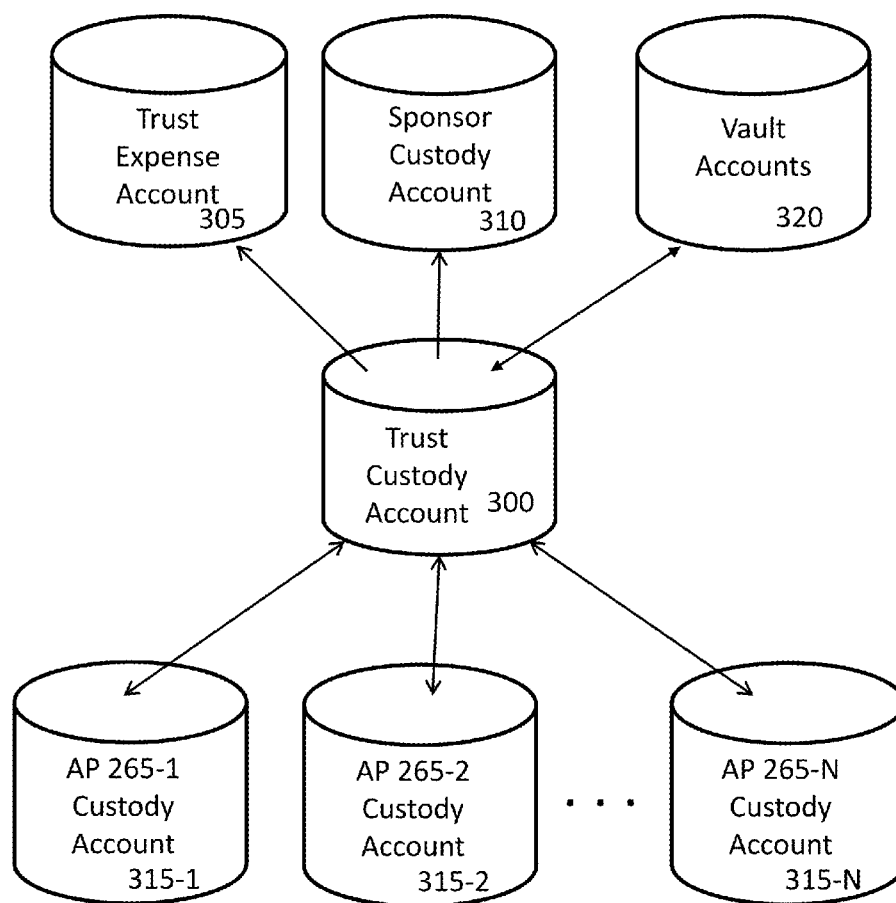 Trust
Expense
Account
305
Sponsor
Custody
Account
310
Vault
Accounts
320
Trust
Custody
Account
300
AP 265-1
Custody
Account
315-1
AP 265-2
Custody
Account
315-2
. . .
AP 265-N
Custody
Account
315-N